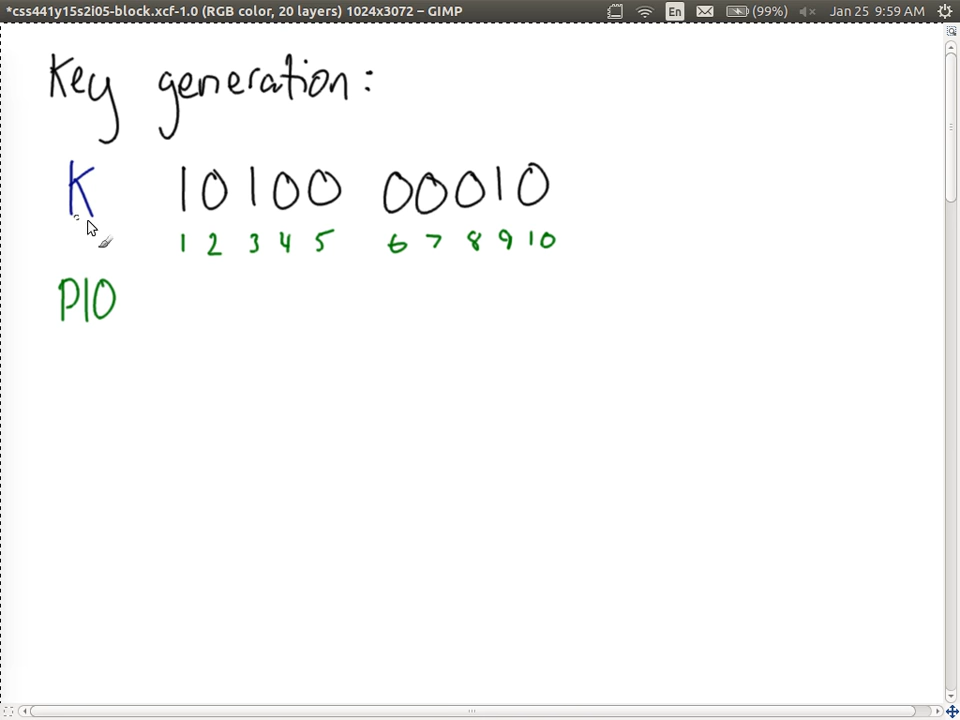 *css441y15s2i05-block.xcf-1.0 (RGB color, 20 layers) 1024x3072 – GIMP En (99%) Jan 25 9:59 AM
Key generation:
K 10100 00010
1 2 3 4 5 6 7 8 9 10
P10